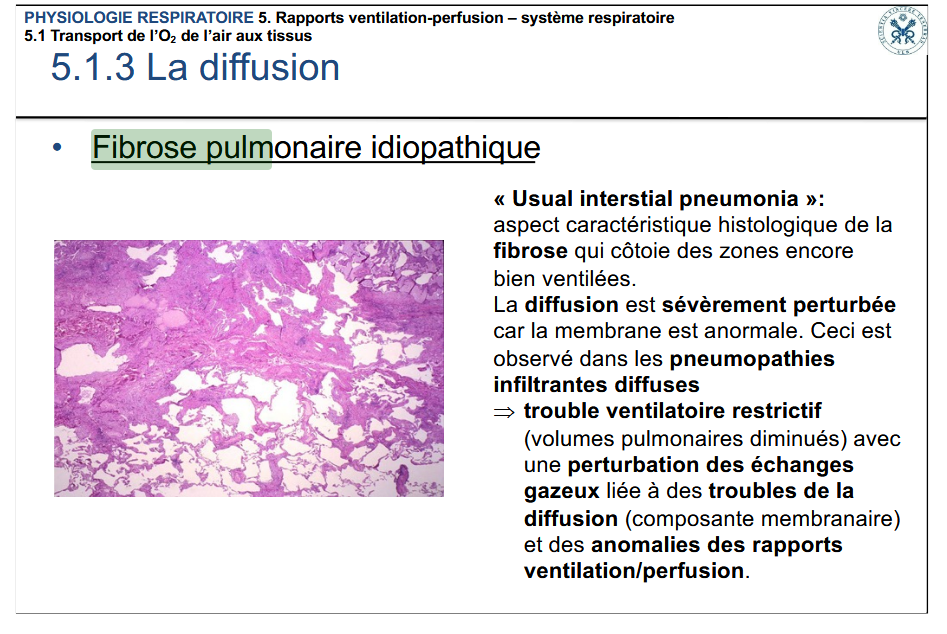 PHYSIOLOGIE RESPIRATOIRE 5. Rapports ventilation-perfusion – système respiratoire
5.1 Transport de l'O₂ de l'air aux tissus
5.1.3 La diffusion
• Fibrose pulmonaire idiopathique
« Usual interstial pneumonia »:
aspect caractéristique histologique de la
fibrose qui côtoie des zones encore
bien ventilées.
La diffusion est sévèrement perturbée
car la membrane est anormale. Ceci est
observé dans les pneumopathies
infiltrantes diffuses
⇒ trouble ventilatoire restrictif
(volumes pulmonaires diminués) avec
une perturbation des échanges
gazeux liée à des troubles de la
diffusion (composante membranaire)
et des anomalies des rapports
ventilation/perfusion.